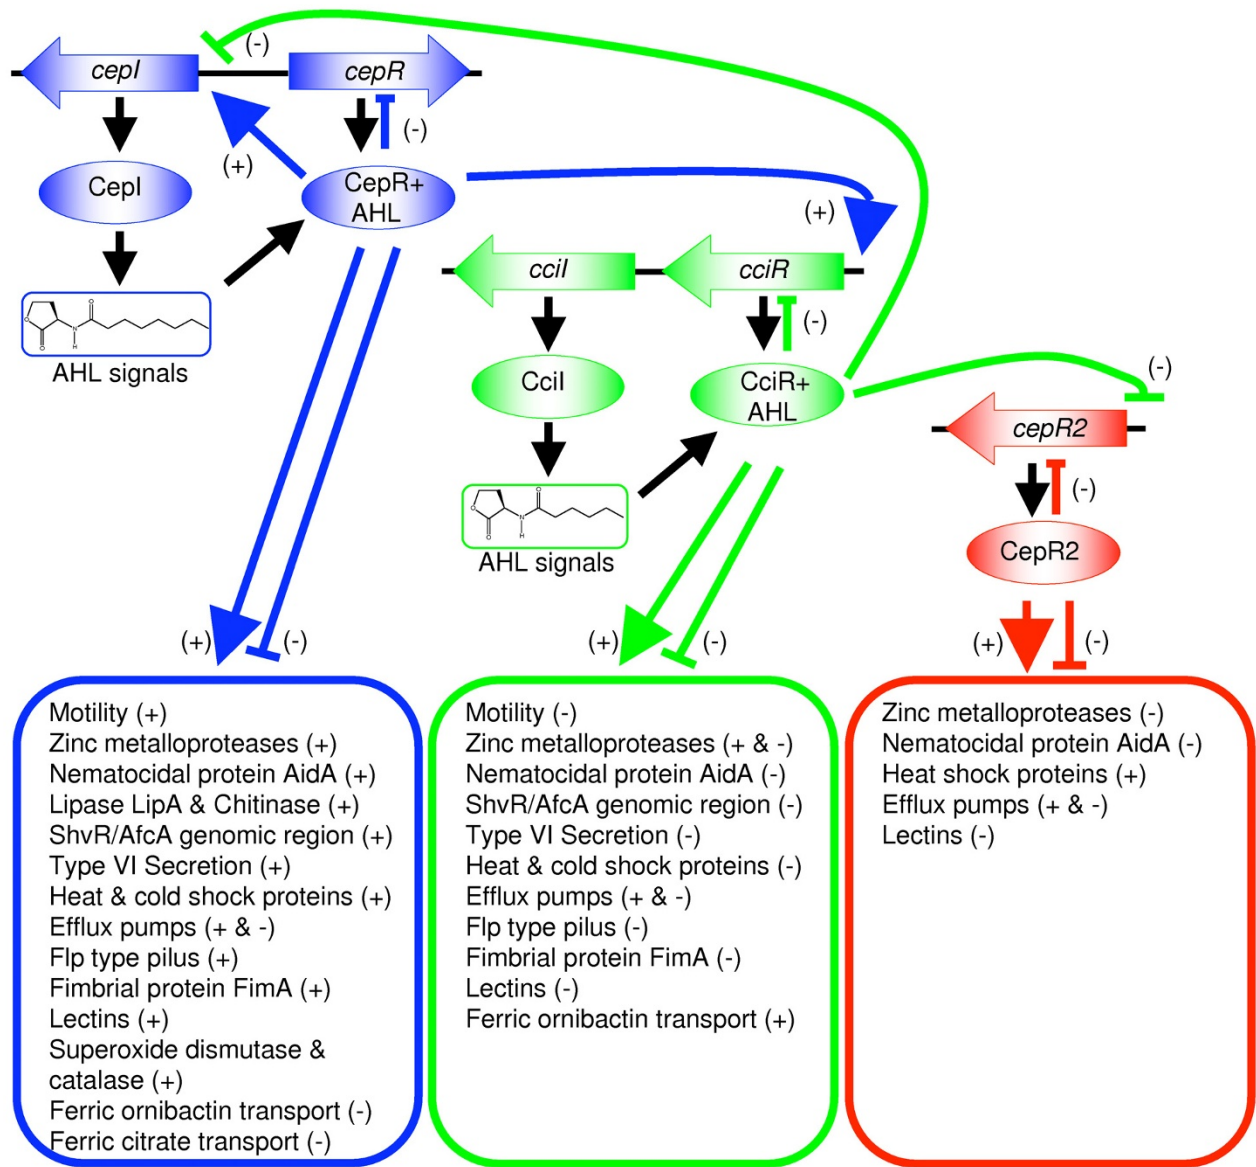 (-)
cepI
cepR
(-)
(+)
CepI
CepR+
AHL
(+)
O
O
N
H
O
AHL signals
cciI
cciR
(-)
CciI
CciR+
AHL
(-)
cepR2
(-)
O
O
N
H
O
AHL signals
CepR2
(+)
(-)
(+)
(-)
(+)
(-)
Motility (+)
Zinc metalloproteases (+)
Nematocidal protein AidA (+)
Lipase LipA & Chitinase (+)
ShvR/AfcA genomic region (+)
Type VI Secretion (+)
Heat & cold shock proteins (+)
Efflux pumps (+ & -)
Flp type pilus (+)
Fimbrial protein FimA (+)
Lectins (+)
Superoxide dismutase &
catalase (+)
Ferric ornibactin transport (-)
Ferric citrate transport (-)
Motility (-)
Zinc metalloproteases (+ & -)
Nematocidal protein AidA (-)
ShvR/AfcA genomic region (-)
Type VI Secretion (-)
Heat & cold shock proteins (-)
Efflux pumps (+ & -)
Flp type pilus (-)
Fimbrial protein FimA (-)
Lectins (-)
Ferric ornibactin transport (+)
Zinc metalloproteases (-)
Nematocidal protein AidA (-)
Heat shock proteins (+)
Efflux pumps (+ & -)
Lectins (-)